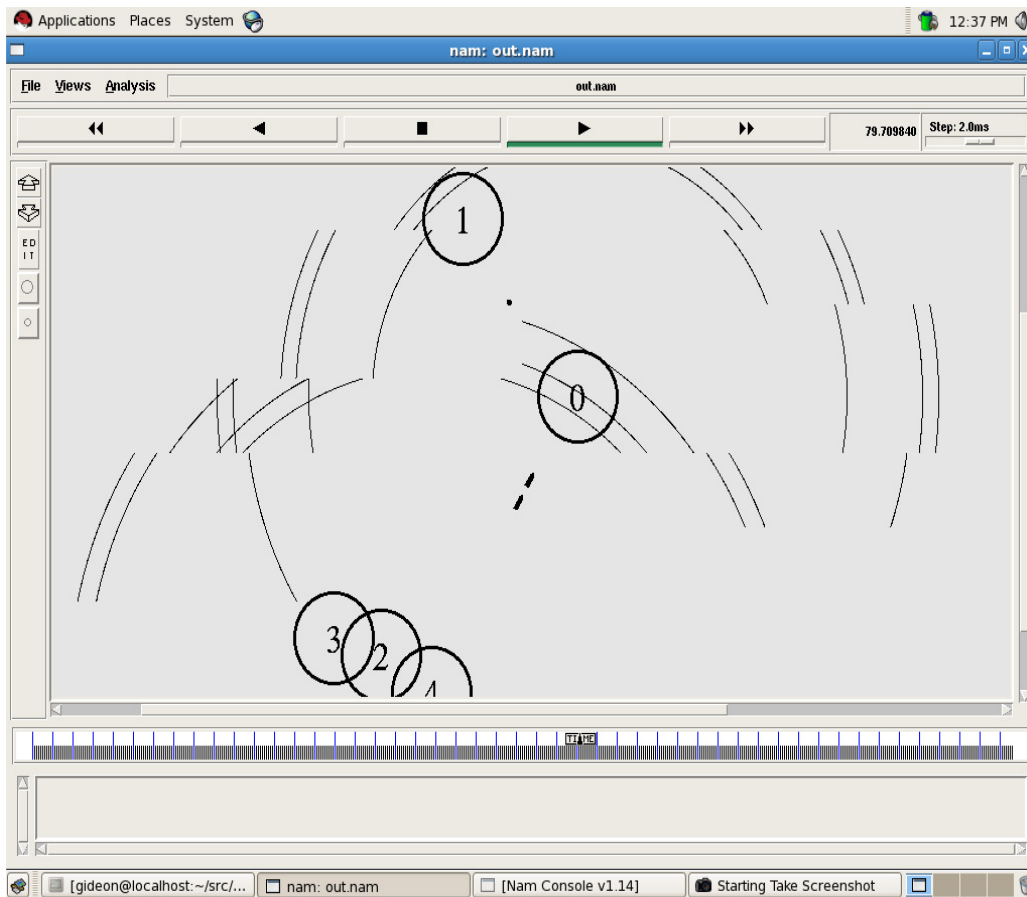 Applications Places System 12:37 PM
nam: out.nam
File Views Analysis out.nam
79.709840 Step: 2.0ms
ED
IT
1
0
3
2
4
TIME
[gideon@localhost:~/src/... nam: out.nam [Nam Console v1.14] Starting Take Screenshot